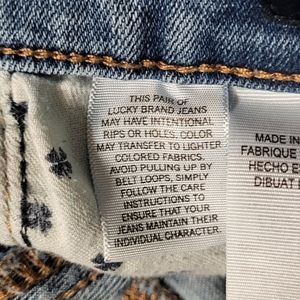 THIS PAIR OF
LUCKY BRAND JEANS
MAY HAVE INTENTIONAL
RIPS OR HOLES, COLOR
MAY TRANSFER TO LIGHTER
COLORED FABRICS.
AVOID PULLING UP BY
BELT LOOPS, SIMPLY
FOLLOW THE CARE
INSTRUCTIONS TO
ENSURE THAT YOUR
JEANS MAINTAIN THEIR
INDIVIDUAL CHARACTER.
MADE IN
FABRIQUE
HECHO E
DIBUAT